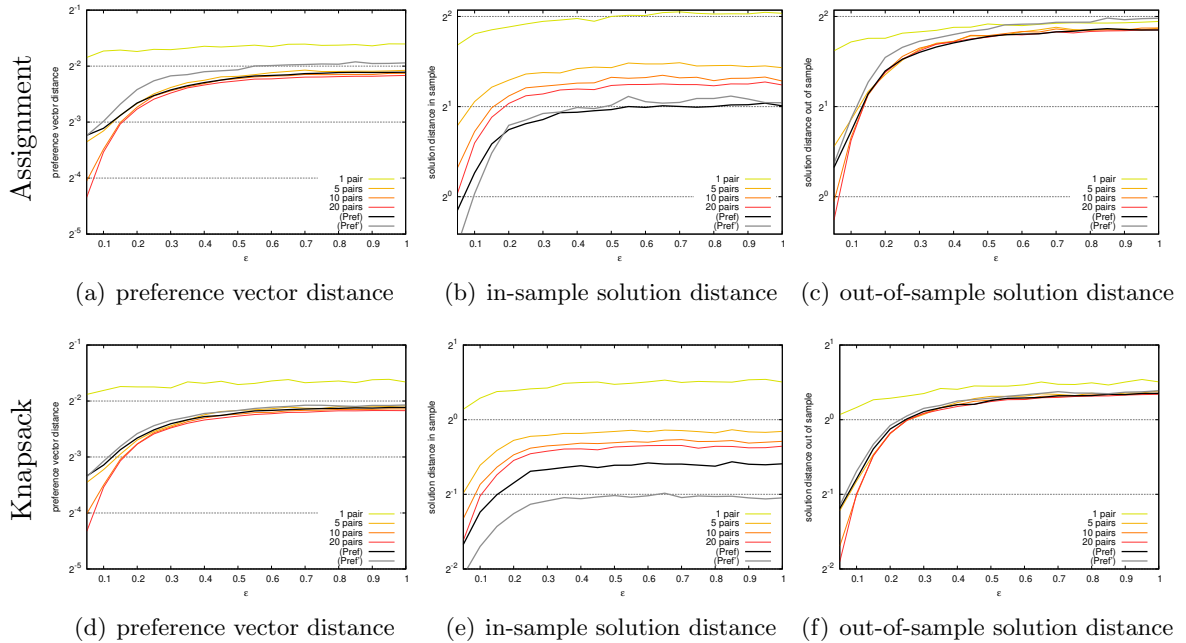 Assignment
preference vector distance
2^-1
2^-2
2^-3
2^-4
2^-5
0.1 0.2 0.3 0.4 0.5 0.6 0.7 0.8 0.9 1
ε
1 pair
5 pairs
10 pairs
20 pairs
(Pref)
(Pref')
(a) preference vector distance
solution distance in sample
2^2
2^1
2^0
0.1 0.2 0.3 0.4 0.5 0.6 0.7 0.8 0.9 1
ε
1 pair
5 pairs
10 pairs
20 pairs
(Pref)
(Pref')
(b) in-sample solution distance
solution distance out of sample
2^2
2^1
2^0
0.1 0.2 0.3 0.4 0.5 0.6 0.7 0.8 0.9 1
ε
1 pair
5 pairs
10 pairs
20 pairs
(Pref)
(Pref')
(c) out-of-sample solution distance
Knapsack
preference vector distance
2^-1
2^-2
2^-3
2^-4
2^-5
0.1 0.2 0.3 0.4 0.5 0.6 0.7 0.8 0.9 1
ε
1 pair
5 pairs
10 pairs
20 pairs
(Pref)
(Pref')
(d) preference vector distance
solution distance in sample
2^1
2^0
2^-1
2^-2
0.1 0.2 0.3 0.4 0.5 0.6 0.7 0.8 0.9 1
ε
1 pair
5 pairs
10 pairs
20 pairs
(Pref)
(Pref')
(e) in-sample solution distance
solution distance out of sample
2^1
2^0
2^-1
2^-2
0.1 0.2 0.3 0.4 0.5 0.6 0.7 0.8 0.9 1
ε
1 pair
5 pairs
10 pairs
20 pairs
(Pref)
(Pref')
(f) out-of-sample solution distance